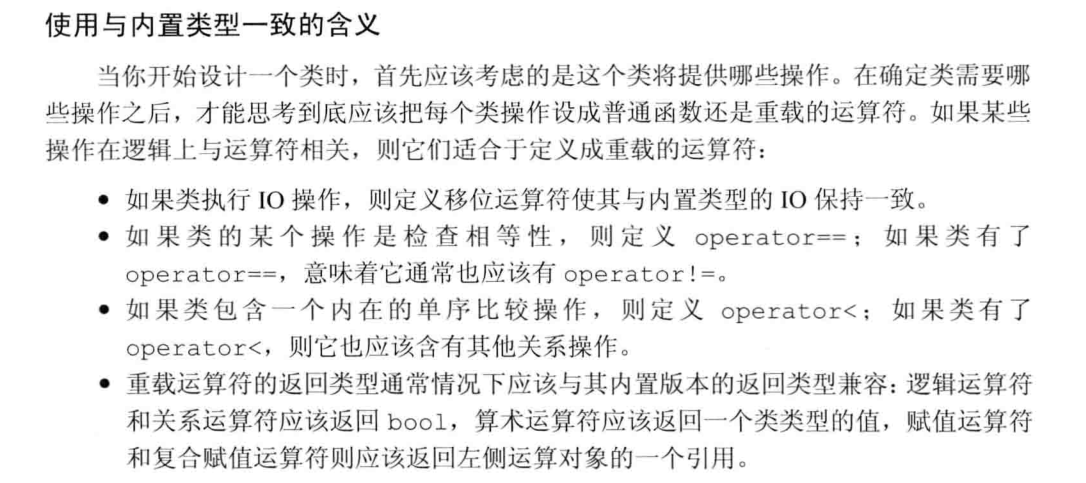 使用与内置类型一致的含义
当你开始设计一个类时，首先应该考虑的是这个类将提供哪些操作。在确定类需要哪
些操作之后，才能思考到底应该把每个类操作设成普通函数还是重载的运算符。如果某些
操作在逻辑上与运算符相关，则它们适合于定义成重载的运算符：
● 如果类执行 IO 操作，则定义移位运算符使其与内置类型的 IO 保持一致。
● 如果类的某个操作是检查相等性，则定义 operator==；如果类有了
operator==，意味着它通常也应该有 operator!=。
● 如果类包含一个内在的单序比较操作，则定义 operator<；如果类有了
operator<，则它也应该含有其他关系操作。
● 重载运算符的返回类型通常情况下应该与其内置版本的返回类型兼容：逻辑运算符
和关系运算符应该返回 bool，算术运算符应该返回一个类类型的值，赋值运算符
和复合赋值运算符则应该返回左侧运算对象的一个引用。